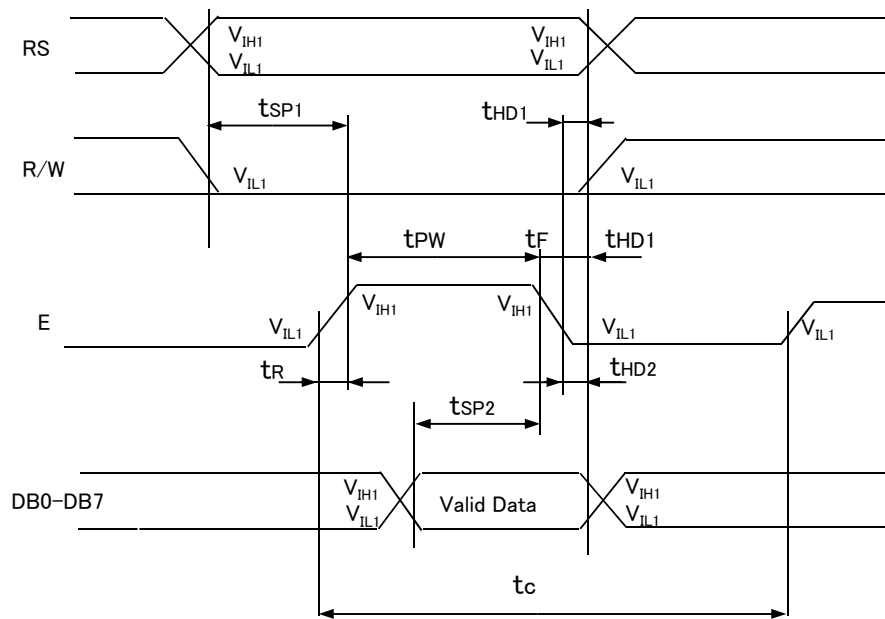 RS
VIH1
VIL1
VIH1
VIL1
tSP1
tHD1
R/W
VIL1
VIL1
tPW
tF
tHD1
E
VIL1
VIH1
VIH1
VIL1
VIL1
tR
tHD2
tSP2
DB0-DB7
VIH1
VIL1
Valid Data
VIH1
VIL1
tc